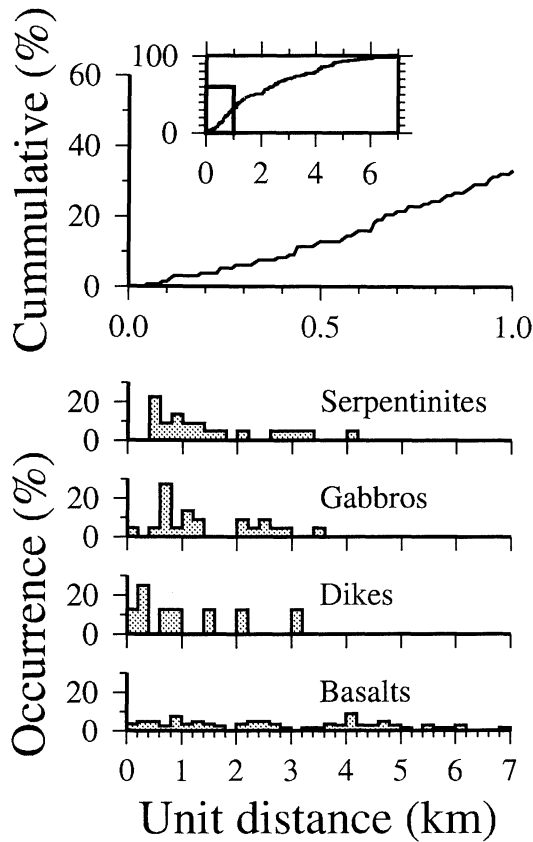 Cummulative (%)
100
0
0 2 4 6
60
40
20
0
0.0 0.5 1.0
Occurrence (%)
Serpentinites
20
0
Gabbros
20
0
Dikes
20
0
Basalts
20
0
0 1 2 3 4 5 6 7
Unit distance (km)